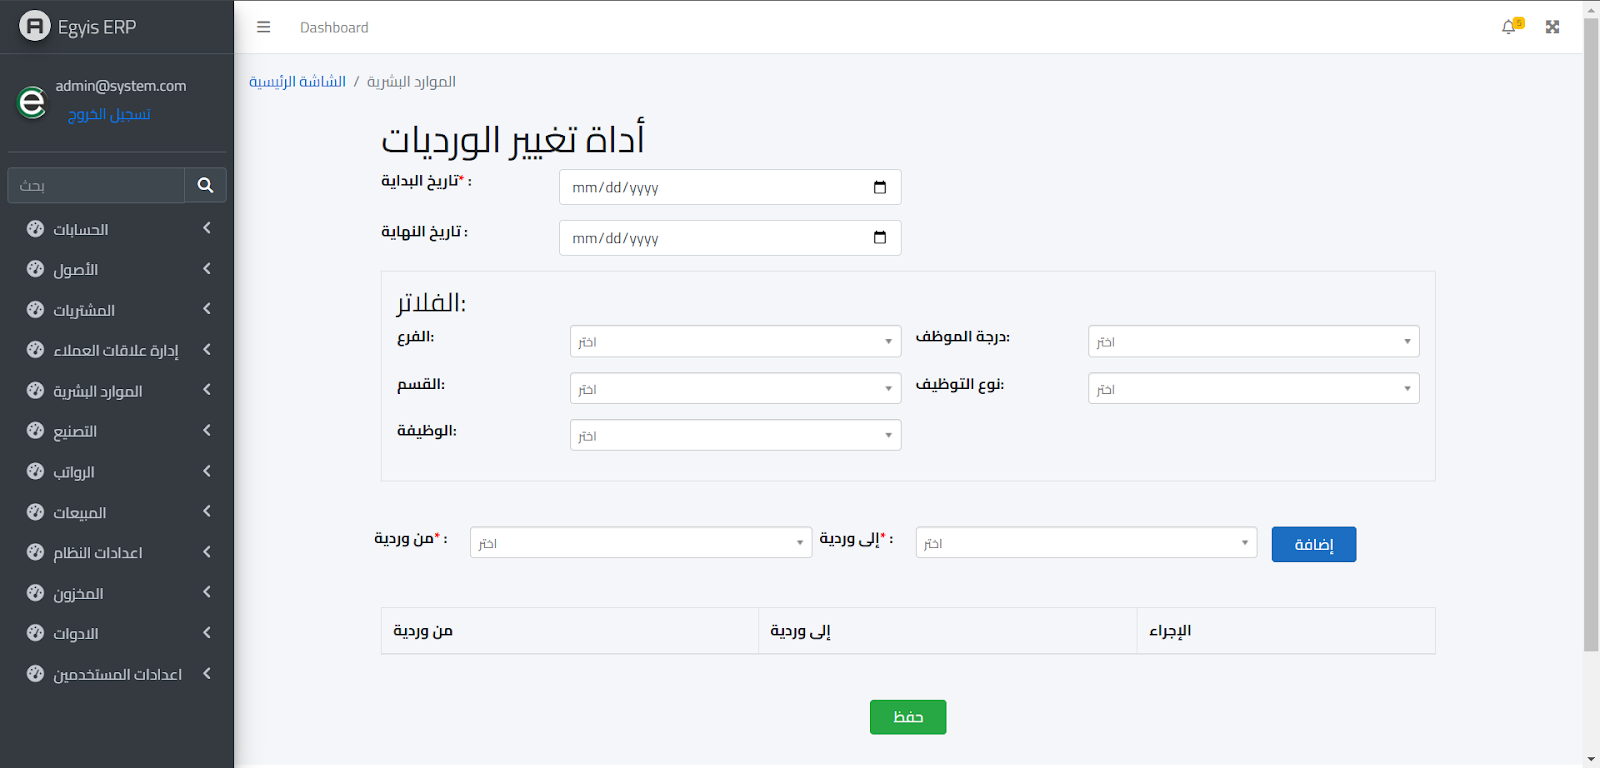 Egyis ERP
admin@system.com
تسجيل الخروج
بحث
الحسابات
الأصول
المشتريات
إدارة علاقات العملاء
الموارد البشرية
التصنيع
الرواتب
المبيعات
اعدادات النظام
المخزون
الادوات
اعدادات المستخدمين
Dashboard
5
الشاشة الرئيسية / الموارد البشرية
أداة تغيير الورديات
تاريخ البداية* :
mm/dd/yyyy
تاريخ النهاية :
mm/dd/yyyy
الفلاتر:
الفرع:
اختر
درجة الموظف:
اختر
القسم:
اختر
نوع التوظيف:
اختر
الوظيفة:
اختر
من وردية* :
اختر
إلى وردية* :
اختر
إضافة
من وردية
إلى وردية
الإجراء
حفظ